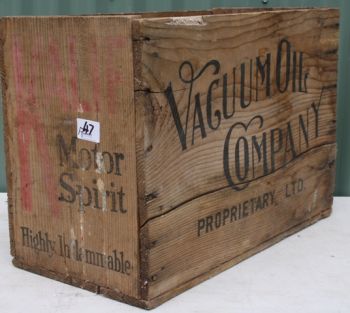 47
Motor
Spirit
Highly Inflammable
VACUUM OIL
COMPANY
PROPRIETARY. LTD.